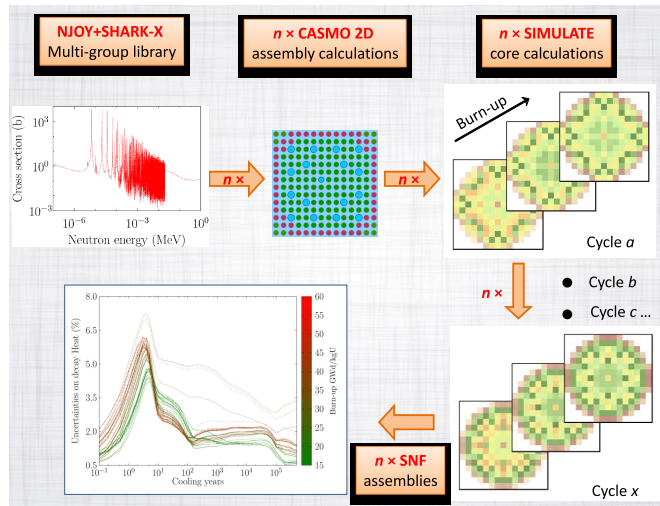 NJOY+SHARK-X
Multi-group library
n × CASMO 2D
assembly calculations
n × SIMULATE
core calculations
Cross section (b)
10³
10⁰
10⁻³
10⁻⁶
10⁻³
10⁰
Neutron energy (MeV)
n ×
n ×
Burn-up
Cycle a
n ×
Cycle b
Cycle c ...
Cycle x
n × SNF
assemblies
Uncertainties on decay Heat (%)
8.0
6.5
5.0
3.5
2.0
0.5
10⁻¹
10⁰
10¹
10²
10³
10⁴
10⁵
Cooling years
60
55
50
45
40
35
30
25
20
15
Burn-up GWd/kgU